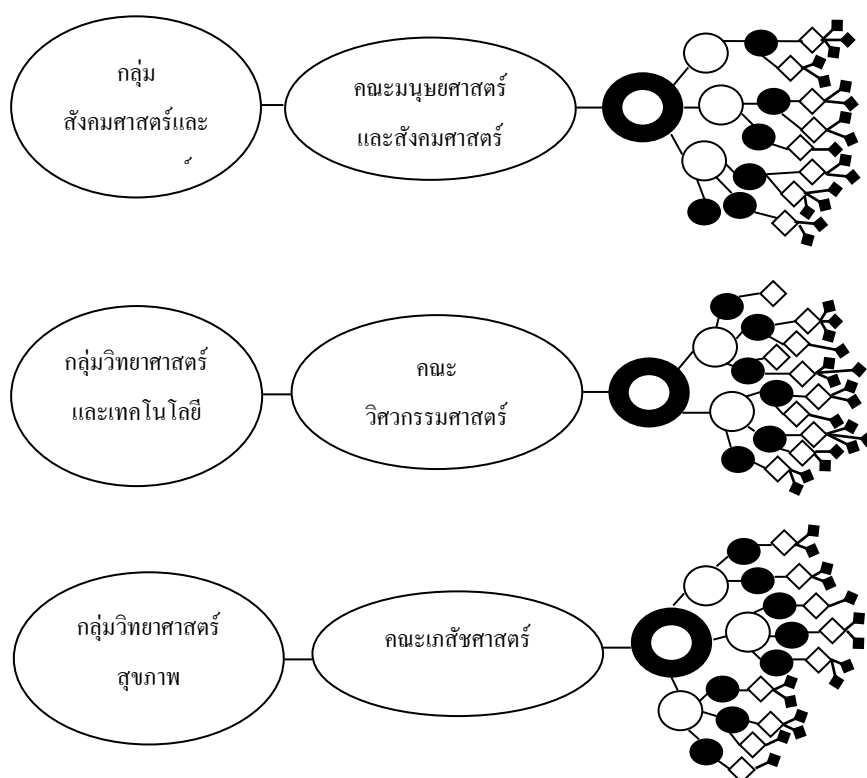 กลุ่ม
สังคมศาสตร์และ
คณะมนุษยศาสตร์
และสังคมศาสตร์
กลุ่มวิทยาศาสตร์
และเทคโนโลยี
คณะ
วิศวกรรมศาสตร์
กลุ่มวิทยาศาสตร์
สุขภาพ
คณะเภสัชศาสตร์